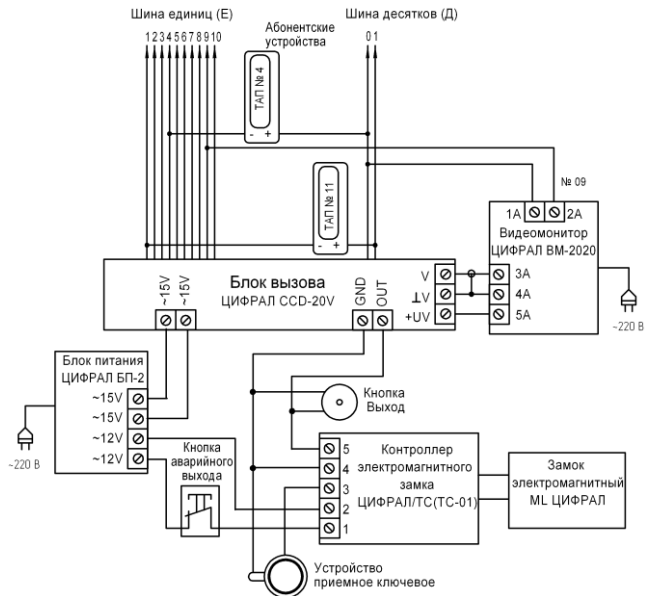 Шина единиц (Е)
Шина десятков (Д)
Абонентские
устройства
1 2 3 4 5 6 7 8 9 10
0 1
ТАП № 4
- +
ТАП № 11
- +
№ 09
1А 2А
Видеомонитор
ЦИФРАЛ ВМ-2020
3А
4А
5А
~220 В
~15V ~15V
Блок вызова
ЦИФРАЛ CCD-20V
GND OUT
V
⊥V
+UV
Блок питания
ЦИФРАЛ БП-2
~15V
~15V
~12V
~12V
~220 В
Кнопка
аварийного
выхода
Кнопка
Выход
5
4
3
2
1
Контроллер
электромагнитного
замка
ЦИФРАЛ/ТС(ТС-01)
Замок
электромагнитный
ML ЦИФРАЛ
Устройство
приемное ключевое